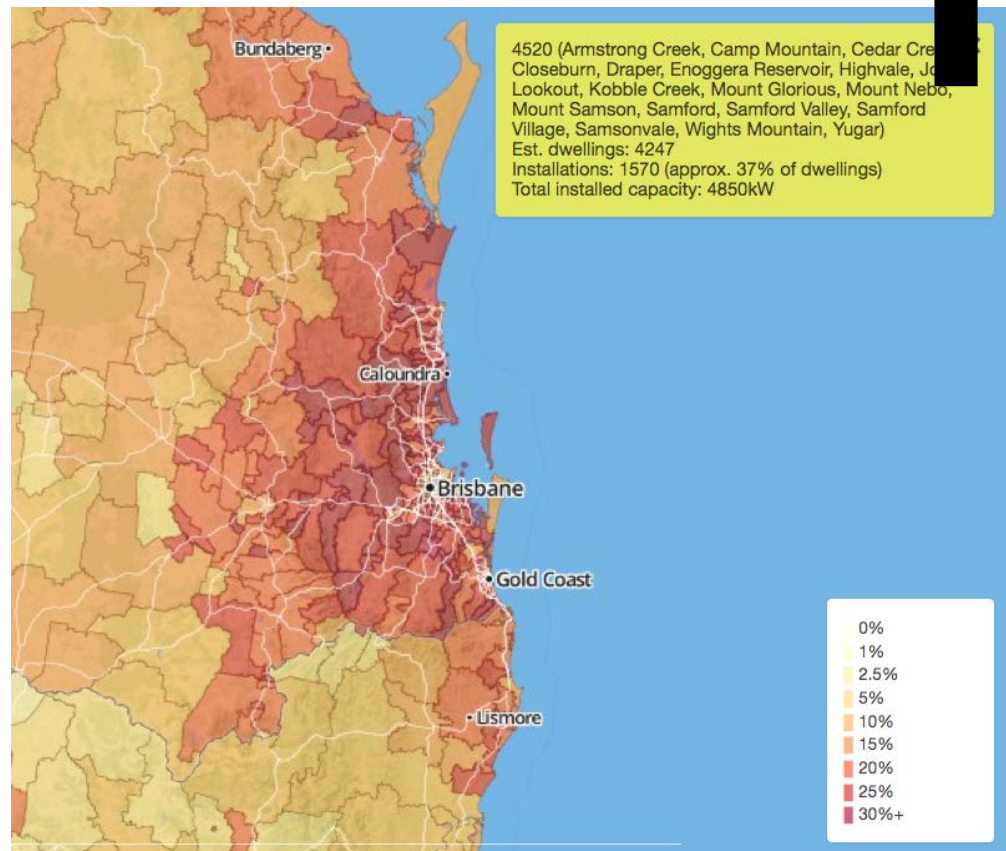 4520 (Armstrong Creek, Camp Mountain, Cedar
Closeburn, Draper, Enoggera Reservoir, Highvale,
Lookout, Kobble Creek, Mount Glorious, Mount Nebo,
Mount Samson, Samford, Samford Valley, Samford
Village, Samsonvale, Wights Mountain, Yugar)
Est. dwellings: 4247
Installations: 1570 (approx. 37% of dwellings)
Total installed capacity: 4850kW
Bundaberg
Caloundra
Brisbane
Gold Coast
Lismore
0%
1%
2.5%
5%
10%
15%
20%
25%
30%+